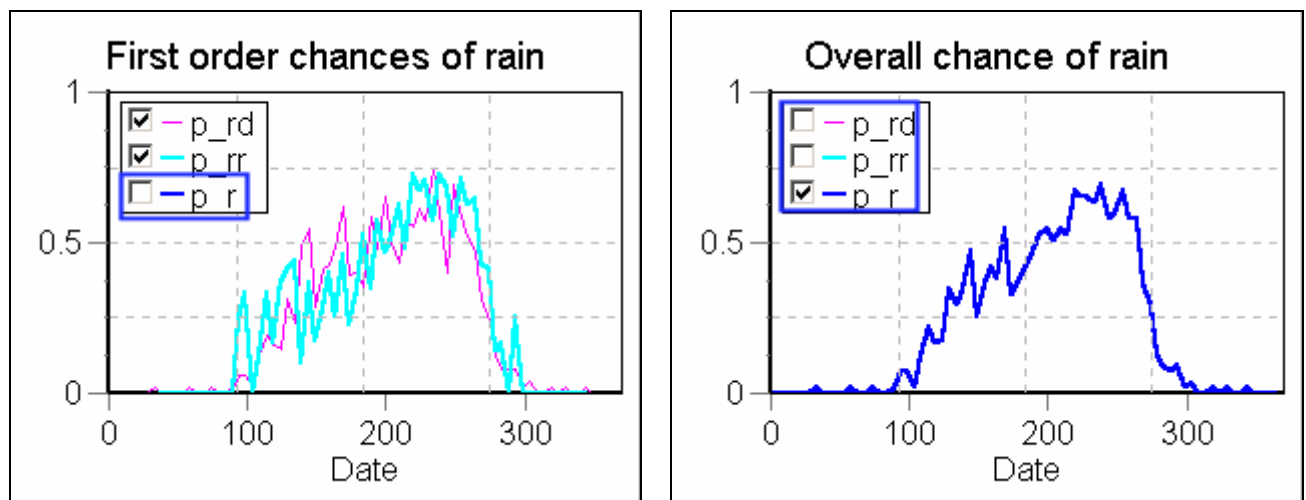 First order chances of rain
1
p_rd
p_rr
p_r
0.5
0
0 100 200 300
Date
Overall chance of rain
1
p_rd
p_rr
p_r
0.5
0
0 100 200 300
Date